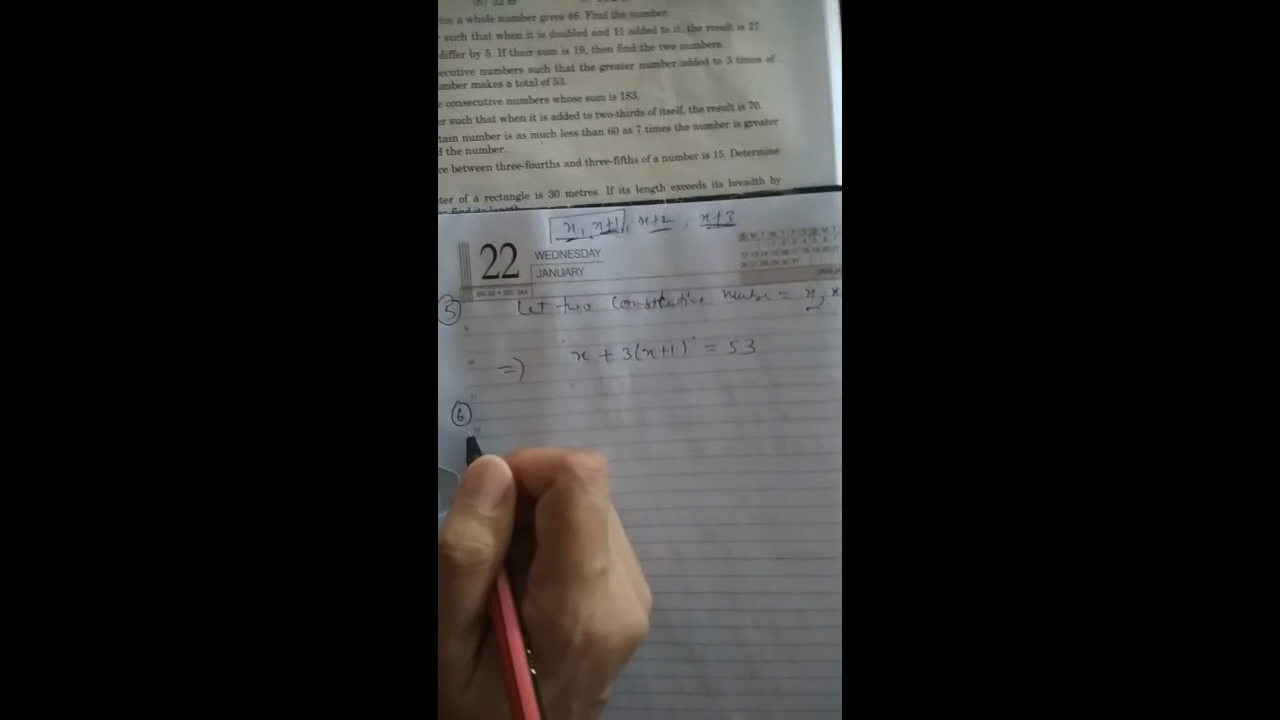 a whole number gives 46. Find the number.
such that when it is doubled and 11 added to it, the result is 27.
differ by 5. If their sum is 19, then find the two numbers.
ecutive numbers such that the greater number added to 3 times of
mber makes a total of 53.
consecutive numbers whose sum is 153.
er such that when it is added to two-thirds of itself, the result is 70.
tain number is as much less than 60 as 7 times the number is greater
d the number.
ce between three-fourths and three-fifths of a number is 15. Determine
ter of a rectangle is 30 metres. If its length exceeds its breadth by
find its length
x, x+1, x+2, x+3
22 WEDNESDAY
JANUARY
5 Let two = x, x
=> x + 3(x+1) = 53
6